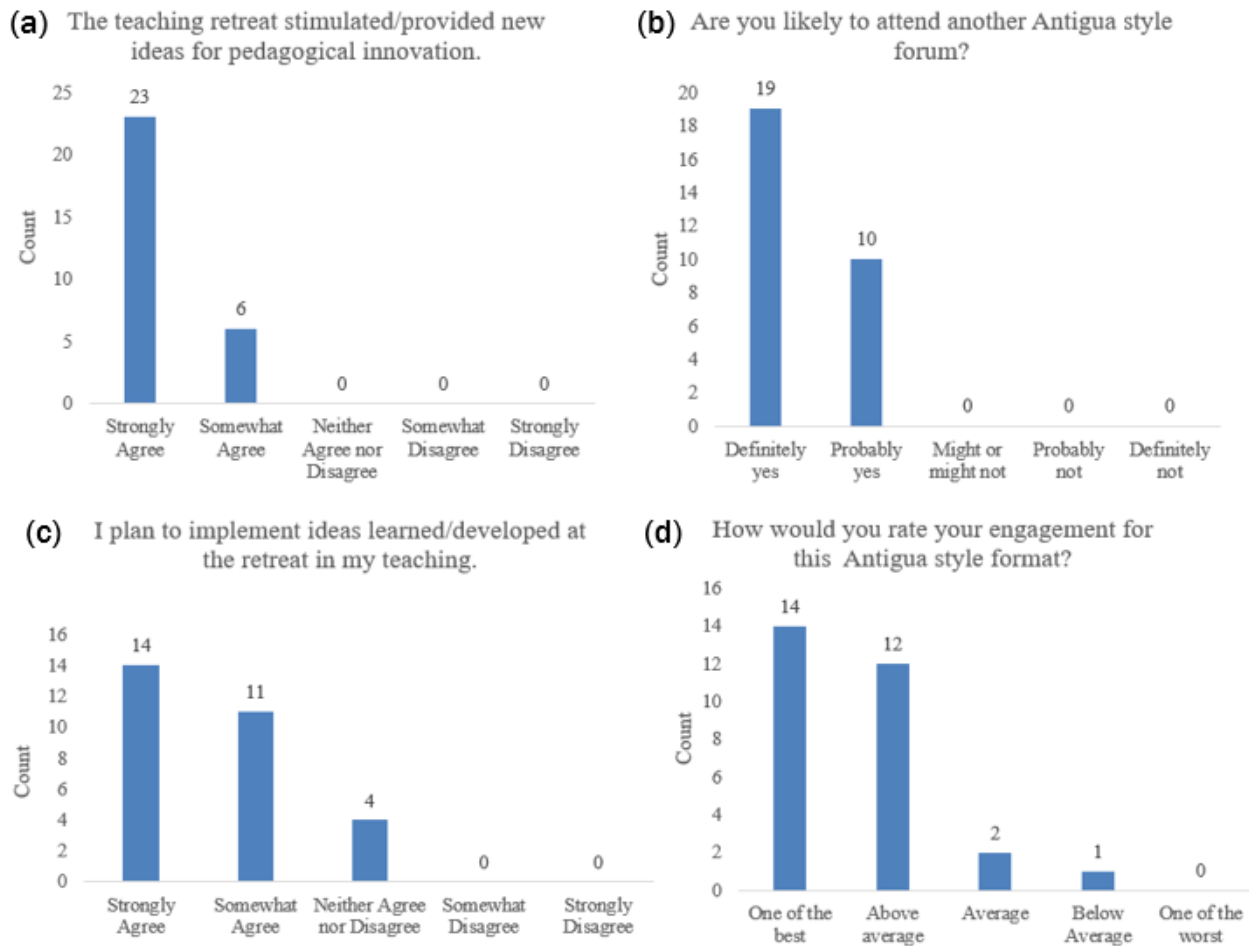 (a) The teaching retreat stimulated/provided new
ideas for pedagogical innovation.
25
20
15
10
5
0
Count
23
6
0
0
0
Strongly Agree
Somewhat Agree
Neither Agree nor Disagree
Somewhat Disagree
Strongly Disagree
(b) Are you likely to attend another Antigua style
forum?
20
18
16
14
12
10
8
6
4
2
0
Count
19
10
0
0
0
Definitely yes
Probably yes
Might or might not
Probably not
Definitely not
(c) I plan to implement ideas learned/developed at
the retreat in my teaching.
16
14
12
10
8
6
4
2
0
Count
14
11
4
0
0
Strongly Agree
Somewhat Agree
Neither Agree nor Disagree
Somewhat Disagree
Strongly Disagree
(d) How would you rate your engagement for
this Antigua style format?
16
14
12
10
8
6
4
2
0
Count
14
12
2
1
0
One of the best
Above average
Average
Below Average
One of the worst